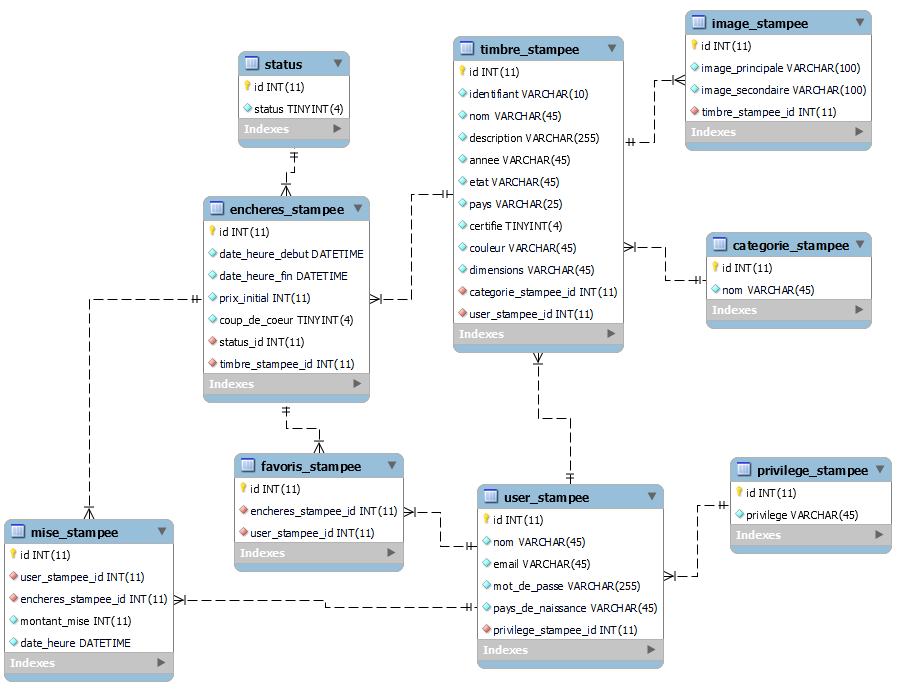 status
id INT(11)
status TINYINT(4)
Indexes
encheres_stampee
id INT(11)
date_heure_debut DATETIME
date_heure_fin DATETIME
prix_initial INT(11)
coup_de_coeur TINYINT(4)
status_id INT(11)
timbre_stampee_id INT(11)
Indexes
timbre_stampee
id INT(11)
identifiant VARCHAR(10)
nom VARCHAR(45)
description VARCHAR(255)
annee VARCHAR(45)
etat VARCHAR(45)
pays VARCHAR(25)
certifie TINYINT(4)
couleur VARCHAR(45)
dimensions VARCHAR(45)
categorie_stampee_id INT(11)
user_stampee_id INT(11)
Indexes
image_stampee
id INT(11)
image_principale VARCHAR(100)
image_secondaire VARCHAR(100)
timbre_stampee_id INT(11)
Indexes
categorie_stampee
id INT(11)
nom VARCHAR(45)
Indexes
favoris_stampee
id INT(11)
encheres_stampee_id INT(11)
user_stampee_id INT(11)
Indexes
user_stampee
id INT(11)
nom VARCHAR(45)
email VARCHAR(45)
mot_de_passe VARCHAR(255)
pays_de_naissance VARCHAR(45)
privilege_stampee_id INT(11)
Indexes
privilege_stampee
id INT(11)
privilege VARCHAR(45)
Indexes
mise_stampee
id INT(11)
user_stampee_id INT(11)
encheres_stampee_id INT(11)
montant_mise INT(11)
date_heure DATETIME
Indexes